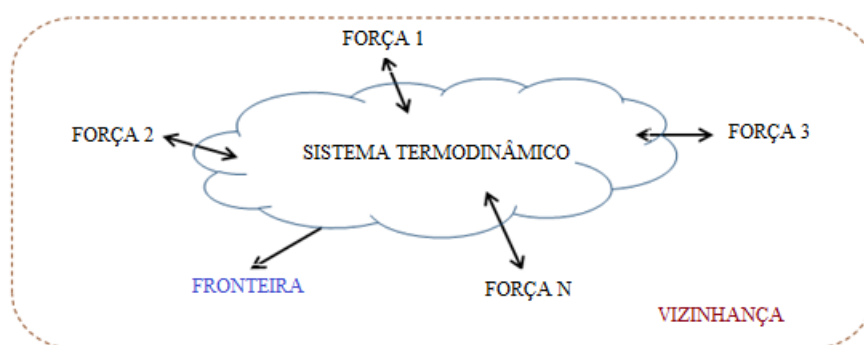 FORÇA 1
FORÇA 2
FORÇA 3
SISTEMA TERMODINÂMICO
FRONTEIRA
FORÇA N
VIZINHANÇA